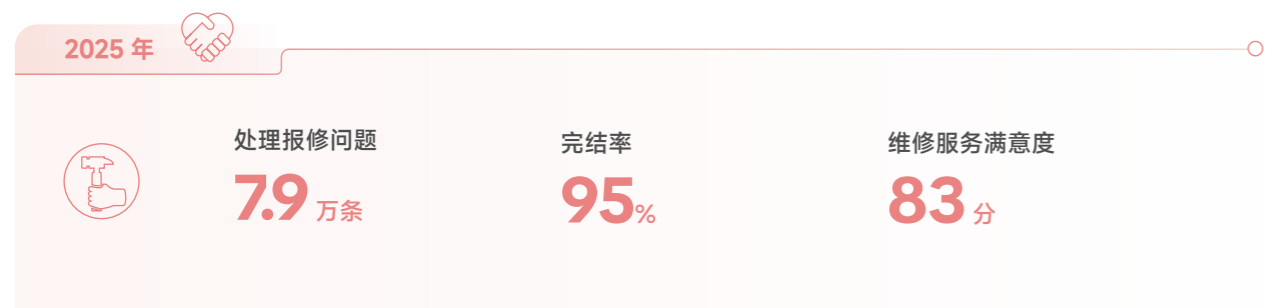 2025 年
处理报修问题
7.9 万条
完结率
95%
维修服务满意度
83 分